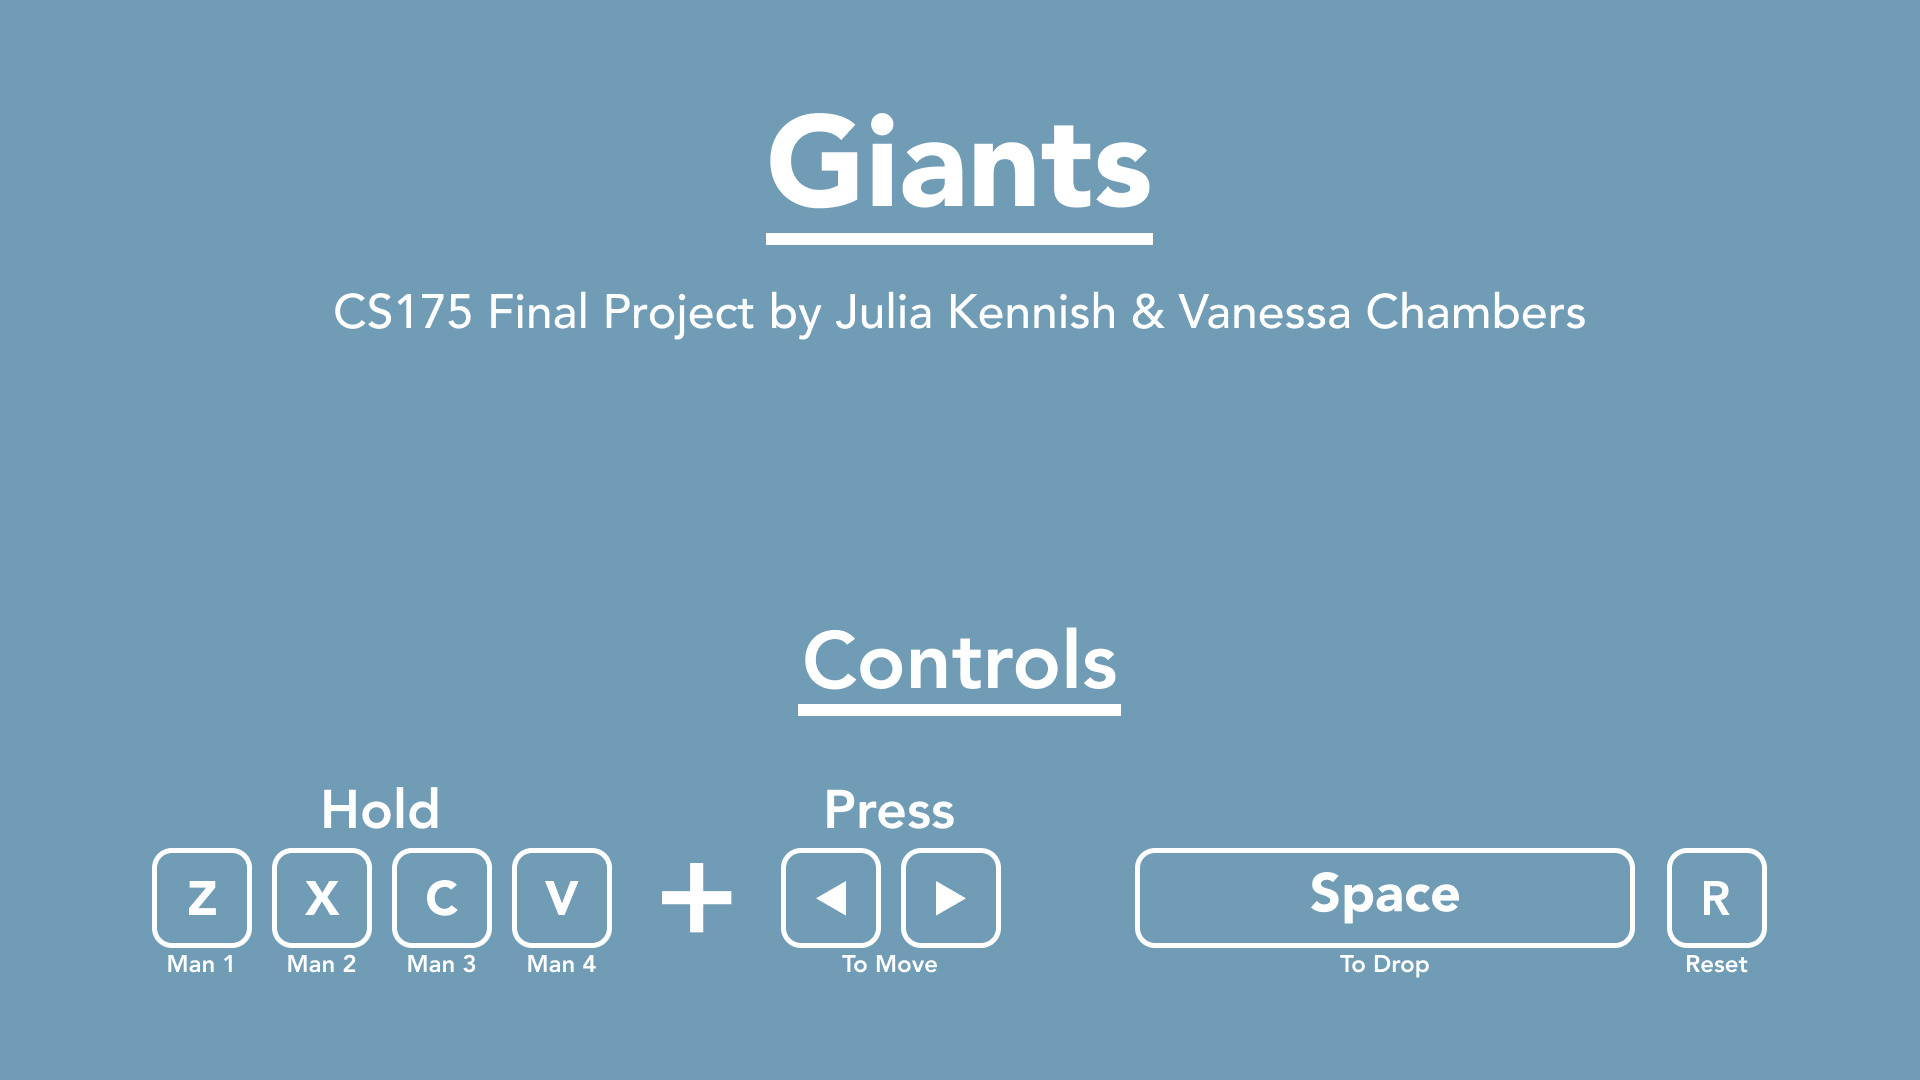 Giants
CS175 Final Project by Julia Kennish & Vanessa Chambers
Controls
Hold
Press
Z X C V + ◀ ▶ Space R
Man 1 Man 2 Man 3 Man 4 To Move To Drop Reset